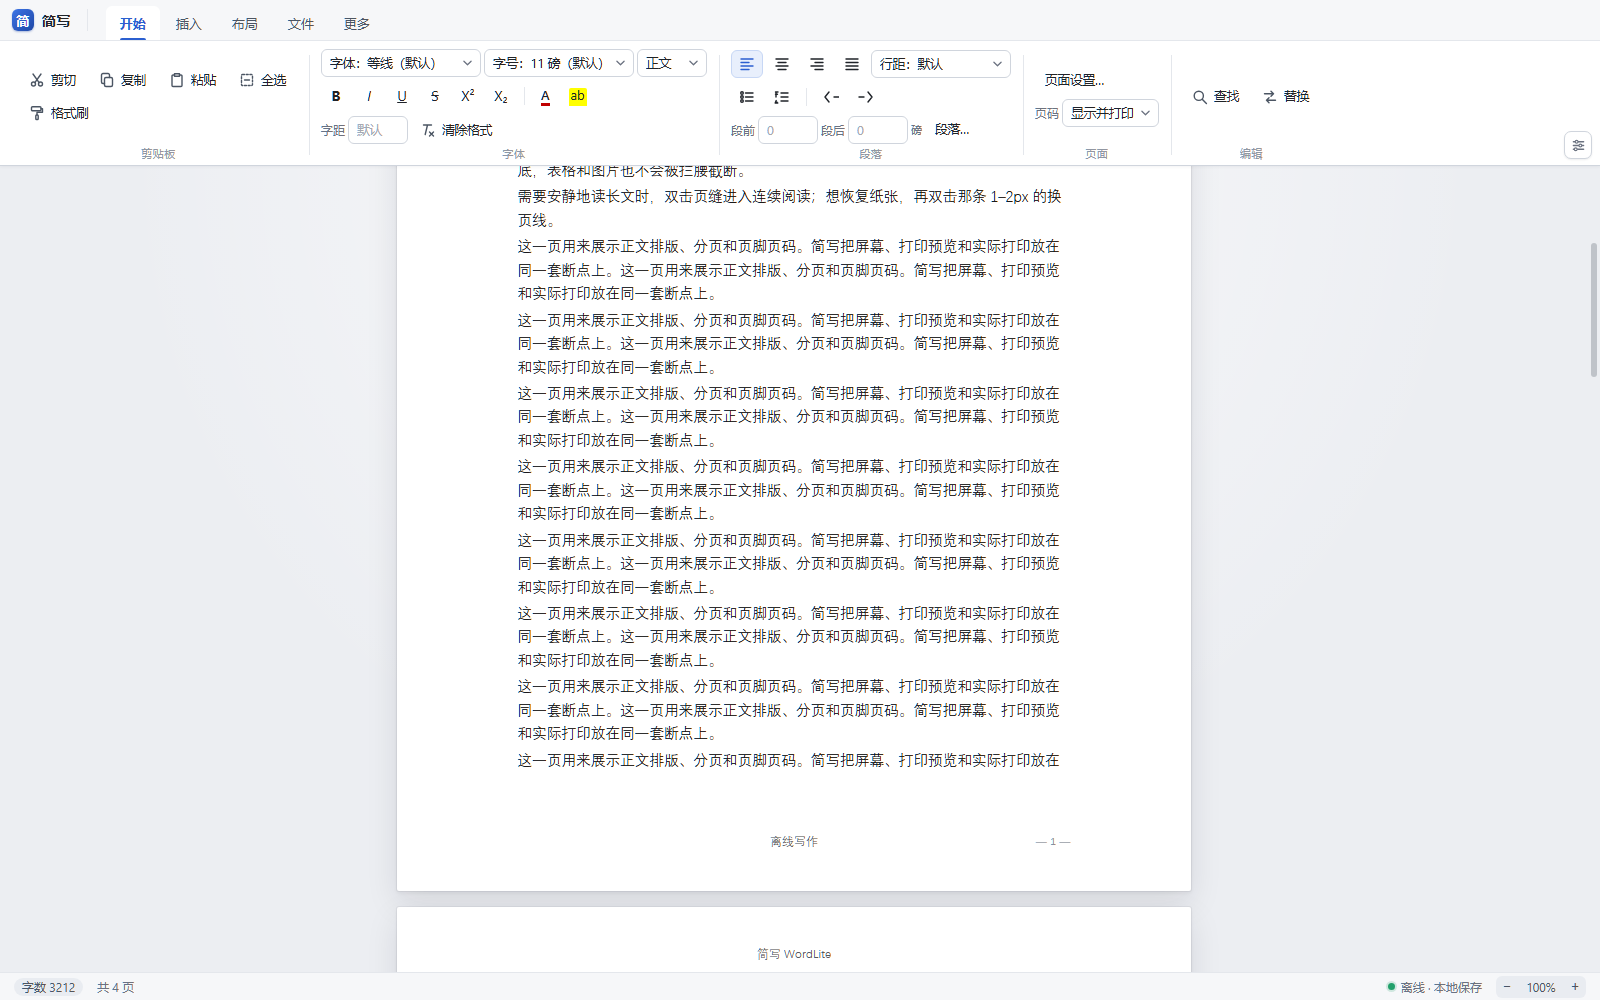 简 简写
开始 插入 布局 文件 更多
剪切 复制 粘贴 全选
格式刷
剪贴板
字体：等线（默认） 字号：11 磅（默认） 正文
B I U S X² X₂ A ab
字距 默认 清除格式
字体
行距：默认
段前 0 段后 0 磅 段落...
段落
页面设置...
页码 显示并打印
页面
查找 替换
编辑
底，表格和图片也不会被拦腰截断。
需要安静地读长文时，双击页缝进入连续阅读；想恢复纸张，再双击那条 1–2px 的换
页线。
这一页用来展示正文排版、分页和页脚页码。简写把屏幕、打印预览和实际打印放在
同一套断点上。这一页用来展示正文排版、分页和页脚页码。简写把屏幕、打印预览
和实际打印放在同一套断点上。
这一页用来展示正文排版、分页和页脚页码。简写把屏幕、打印预览和实际打印放在
同一套断点上。这一页用来展示正文排版、分页和页脚页码。简写把屏幕、打印预览
和实际打印放在同一套断点上。
这一页用来展示正文排版、分页和页脚页码。简写把屏幕、打印预览和实际打印放在
同一套断点上。这一页用来展示正文排版、分页和页脚页码。简写把屏幕、打印预览
和实际打印放在同一套断点上。
这一页用来展示正文排版、分页和页脚页码。简写把屏幕、打印预览和实际打印放在
同一套断点上。这一页用来展示正文排版、分页和页脚页码。简写把屏幕、打印预览
和实际打印放在同一套断点上。
这一页用来展示正文排版、分页和页脚页码。简写把屏幕、打印预览和实际打印放在
同一套断点上。这一页用来展示正文排版、分页和页脚页码。简写把屏幕、打印预览
和实际打印放在同一套断点上。
这一页用来展示正文排版、分页和页脚页码。简写把屏幕、打印预览和实际打印放在
同一套断点上。这一页用来展示正文排版、分页和页脚页码。简写把屏幕、打印预览
和实际打印放在同一套断点上。
这一页用来展示正文排版、分页和页脚页码。简写把屏幕、打印预览和实际打印放在
同一套断点上。这一页用来展示正文排版、分页和页脚页码。简写把屏幕、打印预览
和实际打印放在同一套断点上。
这一页用来展示正文排版、分页和页脚页码。简写把屏幕、打印预览和实际打印放在
离线写作 — 1 —
简写 WordLite
字数 3212 共 4 页 离线 · 本地保存 − 100% +